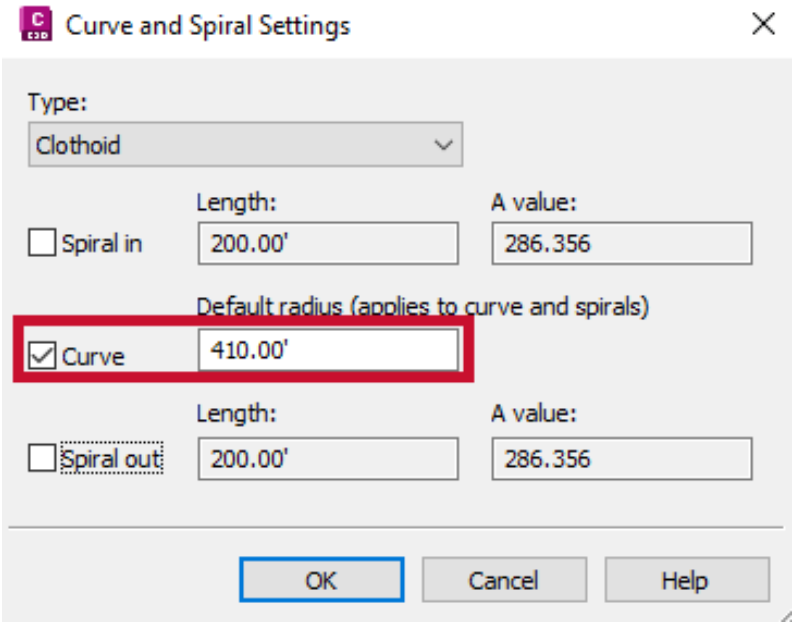 C
C3D
Curve and Spiral Settings
Type:
Clothoid
Length:
A value:
Spiral in
200.00'
286.356
Default radius (applies to curve and spirals)
Curve
410.00'
Length:
A value:
Spiral out
200.00'
286.356
OK
Cancel
Help